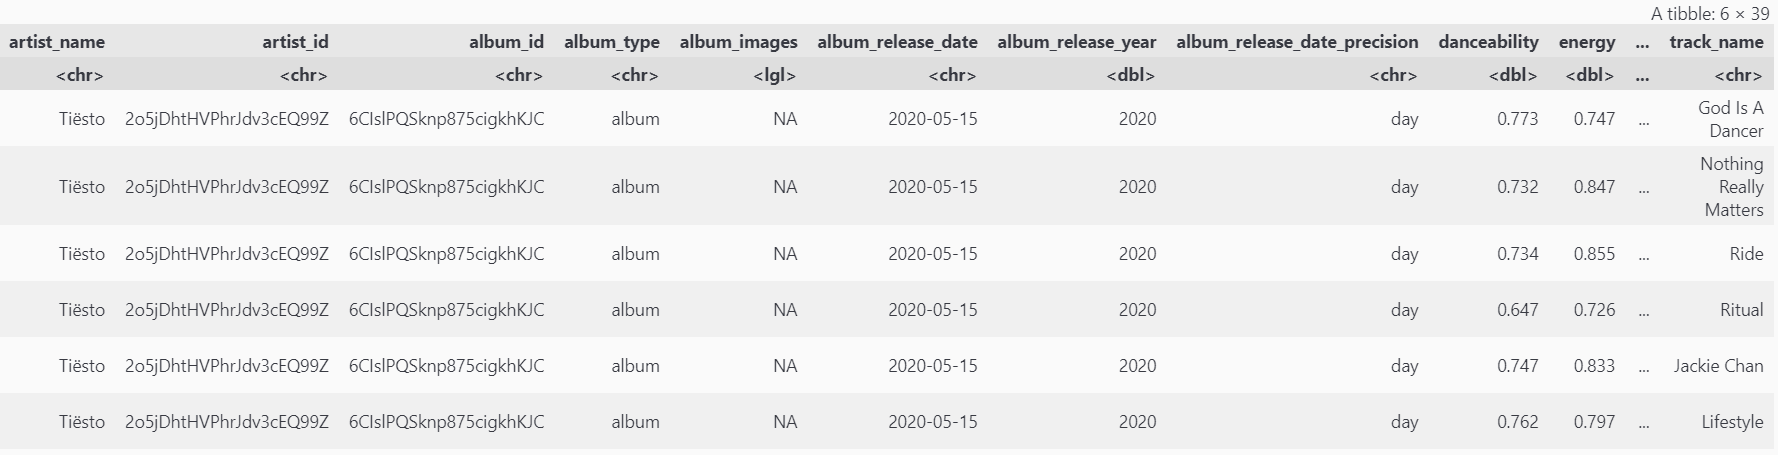 A tibble: 6 × 39
artist_name artist_id album_id album_type album_images album_release_date album_release_year album_release_date_precision danceability energy ... track_name
<chr> <chr> <chr> <chr> <lgl> <chr> <dbl> <chr> <dbl> <dbl> ... <chr>
Tiësto 2o5jDhtHVPhrJdv3cEQ99Z 6CIslPQSknp875cigkhKJC album NA 2020-05-15 2020 day 0.773 0.747 ... God Is A
Dancer
Tiësto 2o5jDhtHVPhrJdv3cEQ99Z 6CIslPQSknp875cigkhKJC album NA 2020-05-15 2020 day 0.732 0.847 ... Nothing
Really
Matters
Tiësto 2o5jDhtHVPhrJdv3cEQ99Z 6CIslPQSknp875cigkhKJC album NA 2020-05-15 2020 day 0.734 0.855 ... Ride
Tiësto 2o5jDhtHVPhrJdv3cEQ99Z 6CIslPQSknp875cigkhKJC album NA 2020-05-15 2020 day 0.647 0.726 ... Ritual
Tiësto 2o5jDhtHVPhrJdv3cEQ99Z 6CIslPQSknp875cigkhKJC album NA 2020-05-15 2020 day 0.747 0.833 ... Jackie Chan
Tiësto 2o5jDhtHVPhrJdv3cEQ99Z 6CIslPQSknp875cigkhKJC album NA 2020-05-15 2020 day 0.762 0.797 ... Lifestyle